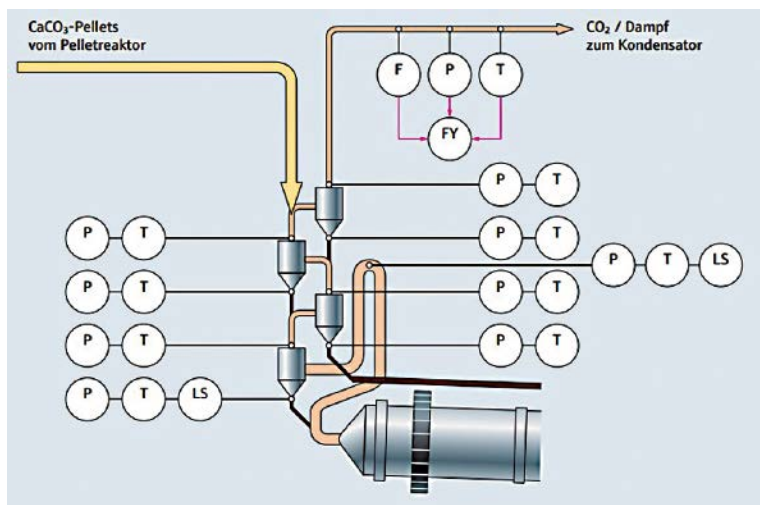 CaCO₃-Pellets
vom Pelletreaktor
CO₂ / Dampf
zum Kondensator
F P T
FY
P T
P T
P T
P T LS
P T
P T
P T
P T
P T LS